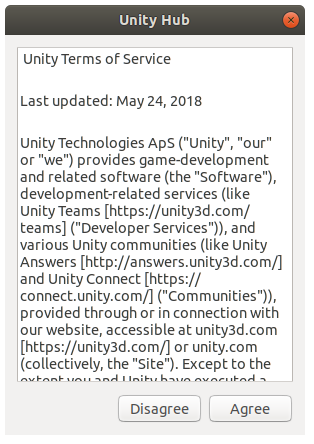 Unity Hub
Unity Terms of Service
Last updated: May 24, 2018
Unity Technologies ApS ("Unity", "our"
or "we") provides game-development
and related software (the "Software"),
development-related services (like
Unity Teams [https://unity3d.com/
teams] ("Developer Services")), and
various Unity communities (like Unity
Answers [http://answers.unity3d.com/]
and Unity Connect [https://
connect.unity.com/] ("Communities")),
provided through or in connection with
our website, accessible at unity3d.com
[https://unity3d.com/] or unity.com
(collectively, the "Site"). Except to the
extent you and Unity have executed a
Disagree Agree